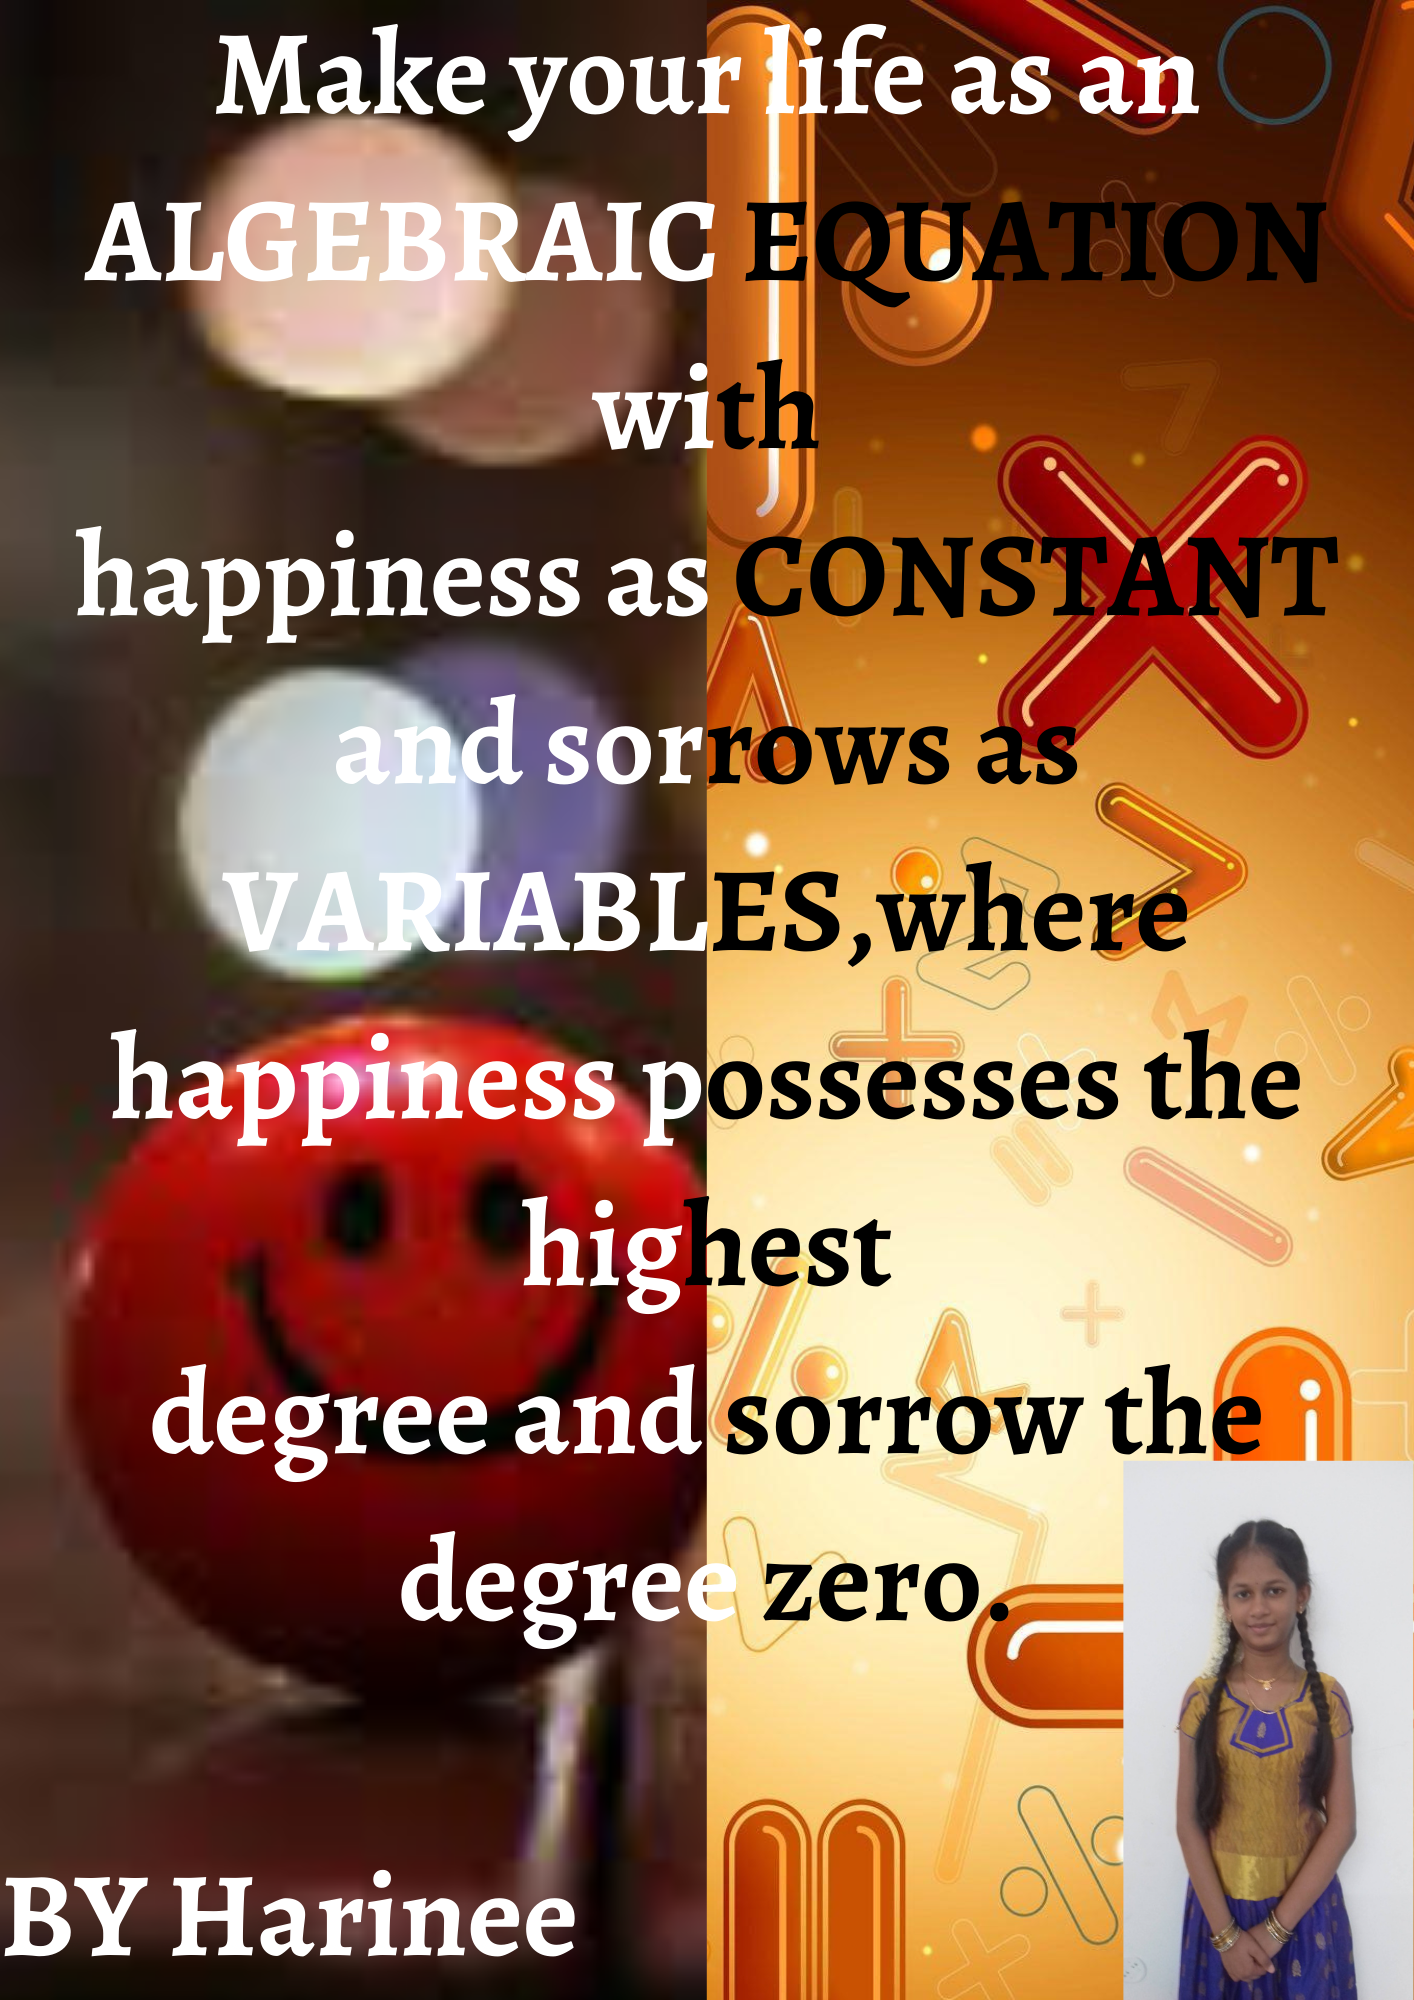 Make your life as an
ALGEBRAIC EQUATION
with
happiness as CONSTANT
and sorrows as
VARIABLES,where
happiness possesses the
highest
degree and sorrow the
degree zero.
BY Harinee